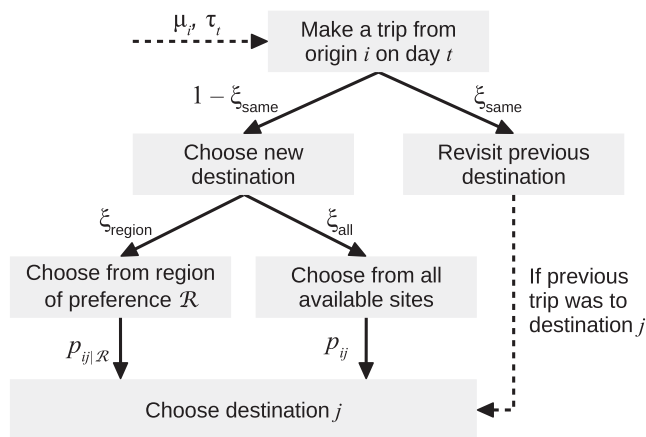 μᵢ, τₜ
Make a trip from
origin i on day t
1 − ξsame
ξsame
Choose new
destination
Revisit previous
destination
ξregion
ξall
Choose from region
of preference ℛ
Choose from all
available sites
If previous
trip was to
destination j
pij|ℛ
pij
Choose destination j